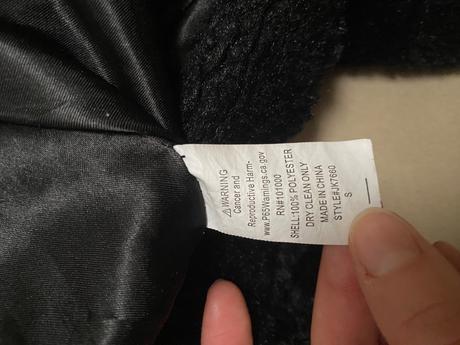 ⚠WARNING
Cancer and
Reproductive Harm-
www.P65Warnings.ca.gov
RN#101000
SHELL:100% POLYESTER
DRY CLEAN ONLY
MADE IN CHINA
STYLE#JK7660
S